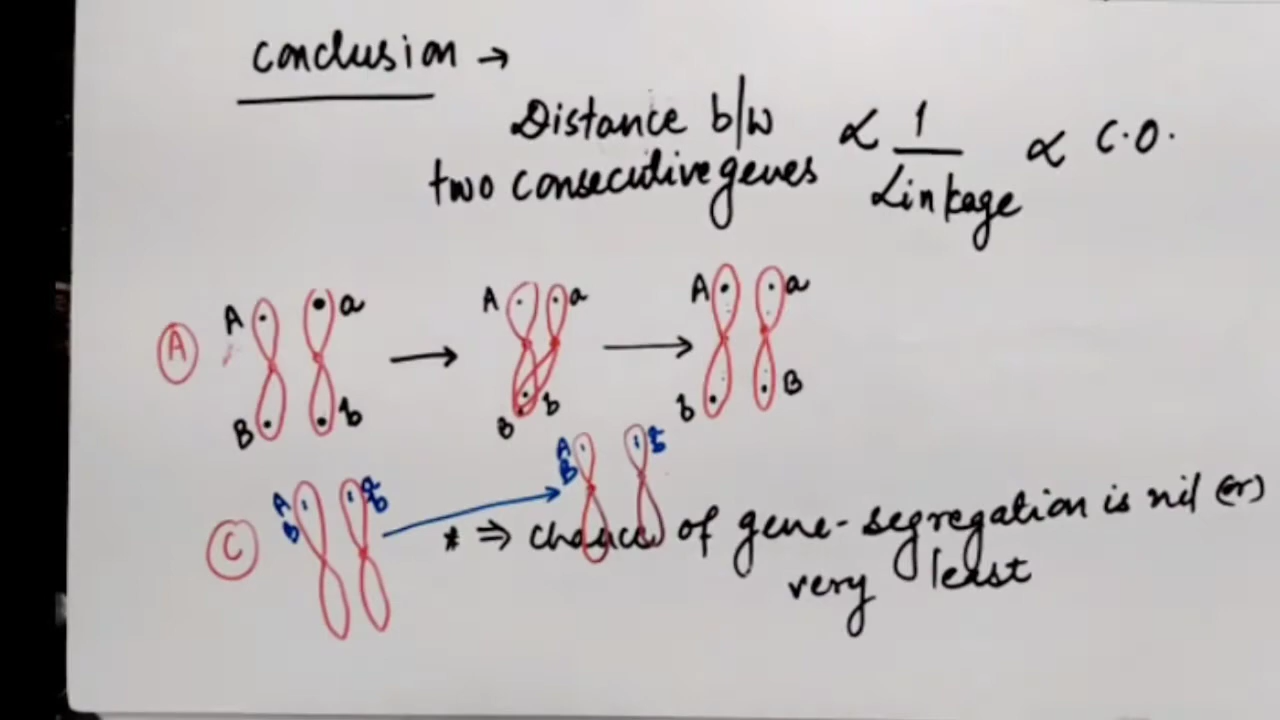 Conclusion →
Distance b/w
two consecutive genes ∝ 1/Linkage ∝ C.O.
A a A a A a
(A) → →
B b B b b B
A a A
B b B
(C)
* ⇒ chance of gene-segregation is nil (or)
very least